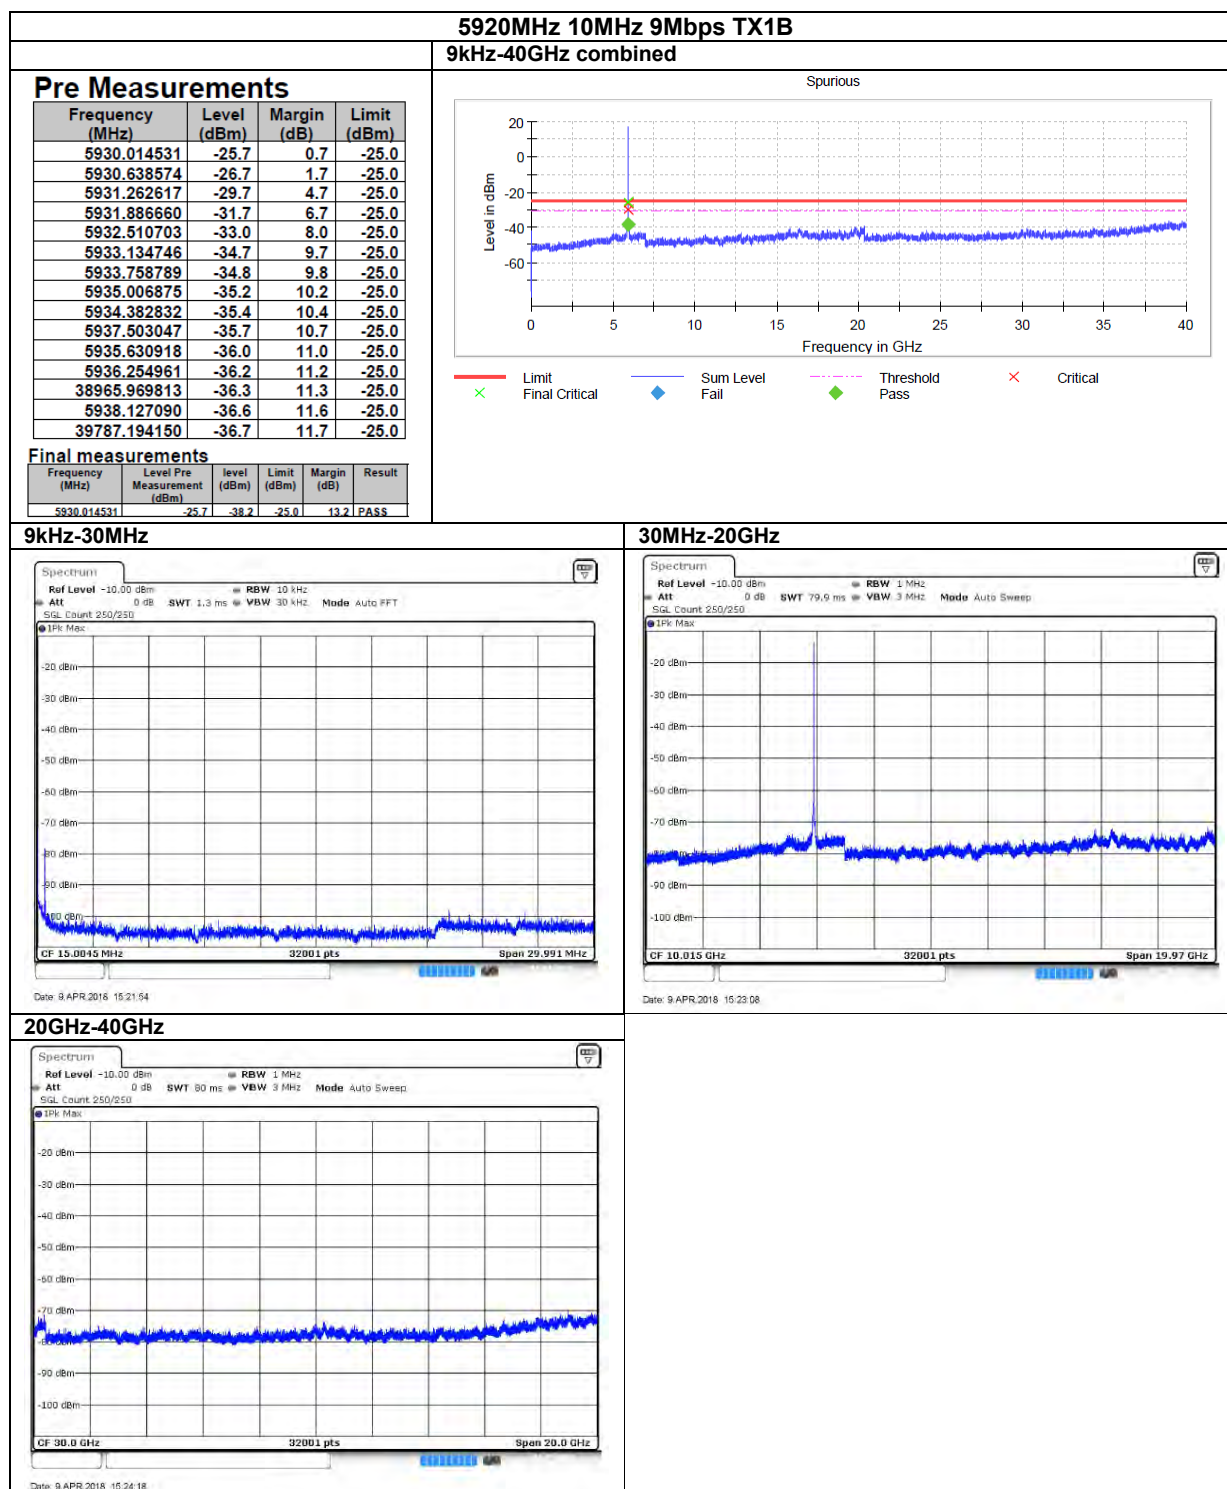 5920MHz 10MHz 9Mbps TX1B
9kHz-40GHz combined
Pre Measurements
Frequency (MHz) Level (dBm) Margin (dB) Limit (dBm)
5930.014531 -25.7 0.7 -25.0
5930.638574 -26.7 1.7 -25.0
5931.262617 -29.7 4.7 -25.0
5931.886660 -31.7 6.7 -25.0
5932.510703 -33.0 8.0 -25.0
5933.134746 -34.7 9.7 -25.0
5933.758789 -34.8 9.8 -25.0
5935.006875 -35.2 10.2 -25.0
5934.382832 -35.4 10.4 -25.0
5937.503047 -35.7 10.7 -25.0
5935.630918 -36.0 11.0 -25.0
5936.254961 -36.2 11.2 -25.0
38965.969813 -36.3 11.3 -25.0
5938.127090 -36.6 11.6 -25.0
39787.194150 -36.7 11.7 -25.0
Final measurements
Frequency (MHz) Level Pre Measurement (dBm) level (dBm) Limit (dBm) Margin (dB) Result
5930.014531 -25.7 -38.2 -25.0 13.2 PASS
Spurious
Level in dBm
20
0
-20
-40
-60
0 5 10 15 20 25 30 35 40
Frequency in GHz
Limit Sum Level Threshold Critical
Final Critical Fail Pass
9kHz-30MHz
Spectrum
Ref Level -10.00 dBm RBW 10 kHz
Att 0 dB SWT 1.3 ms VBW 30 kHz Mode Auto FFT
SGL Count 250/250
1Pk Max
-20 dBm
-30 dBm
-40 dBm
-50 dBm
-60 dBm
-70 dBm
-80 dBm
-90 dBm
-100 dBm
CF 15.0045 MHz 32001 pts Span 29.991 MHz
Date: 9.APR.2018 15:21:54
30MHz-20GHz
Spectrum
Ref Level -10.00 dBm RBW 1 MHz
Att 0 dB SWT 79.9 ms VBW 3 MHz Mode Auto Sweep
SGL Count 250/250
1Pk Max
-20 dBm
-30 dBm
-40 dBm
-50 dBm
-60 dBm
-70 dBm
-80 dBm
-90 dBm
-100 dBm
CF 10.015 GHz 32001 pts Span 19.97 GHz
Date: 9.APR.2018 15:23:08
20GHz-40GHz
Spectrum
Ref Level -10.00 dBm RBW 1 MHz
Att 0 dB SWT 80 ms VBW 3 MHz Mode Auto Sweep
SGL Count 250/250
1Pk Max
-20 dBm
-30 dBm
-40 dBm
-50 dBm
-60 dBm
-70 dBm
-80 dBm
-90 dBm
-100 dBm
CF 30.0 GHz 32001 pts Span 20.0 GHz
Date: 9.APR.2018 15:24:18